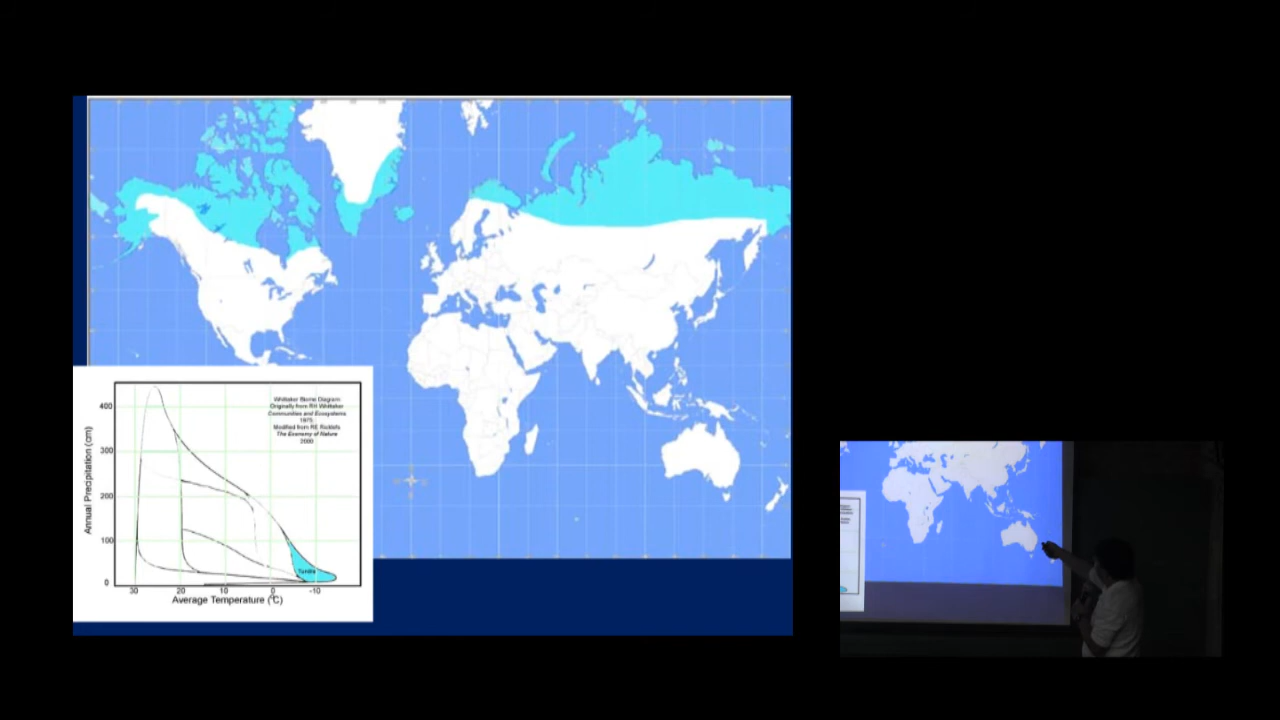 Whittaker Biome Diagram
Originally from RH Whittaker
Communities and Ecosystems
1975
Modified from RE Ricklefs
The Economy of Nature
2000
400
300
200
100
0
Annual Precipitation (cm)
Tundra
30 20 10 0 -10
Average Temperature (°C)